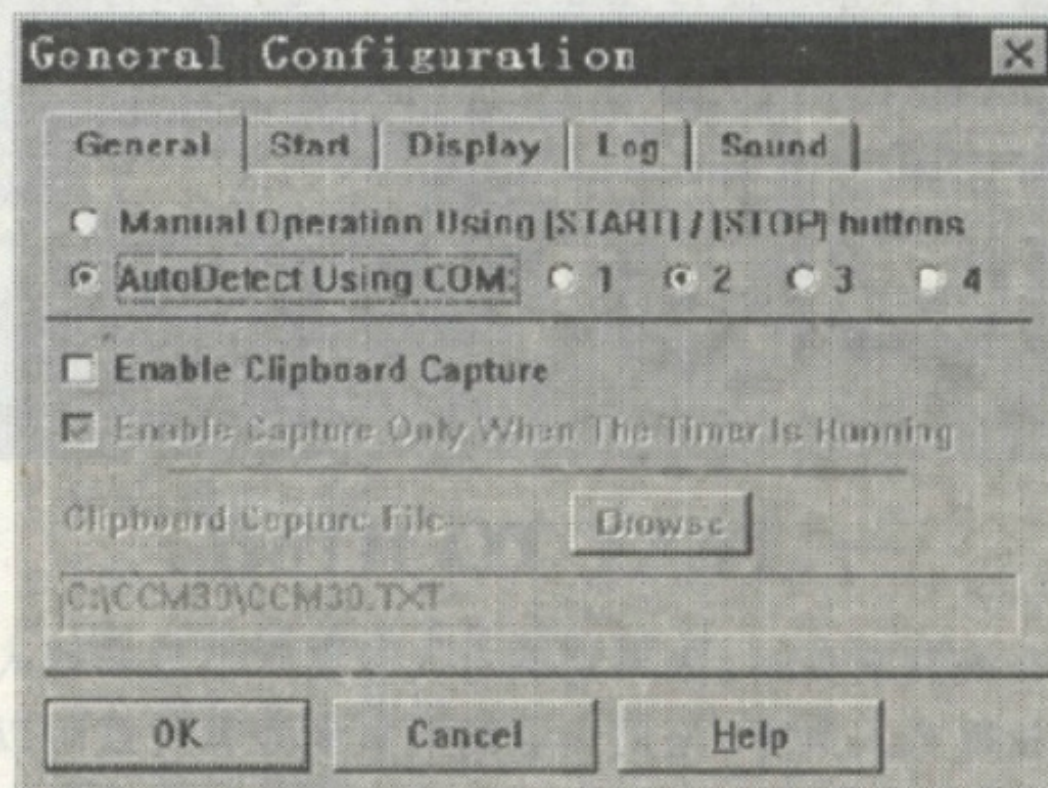 General Configuration
General Start Display Log Sound
Manual Operation Using [START] / [STOP] buttons
AutoDetect Using COM: 1 2 3 4
Enable Clipboard Capture
Enable Capture Only When The Timer Is Running
Clipboard Capture File
Browse
C:\CCM30\CCM30.TXT
OK Cancel Help